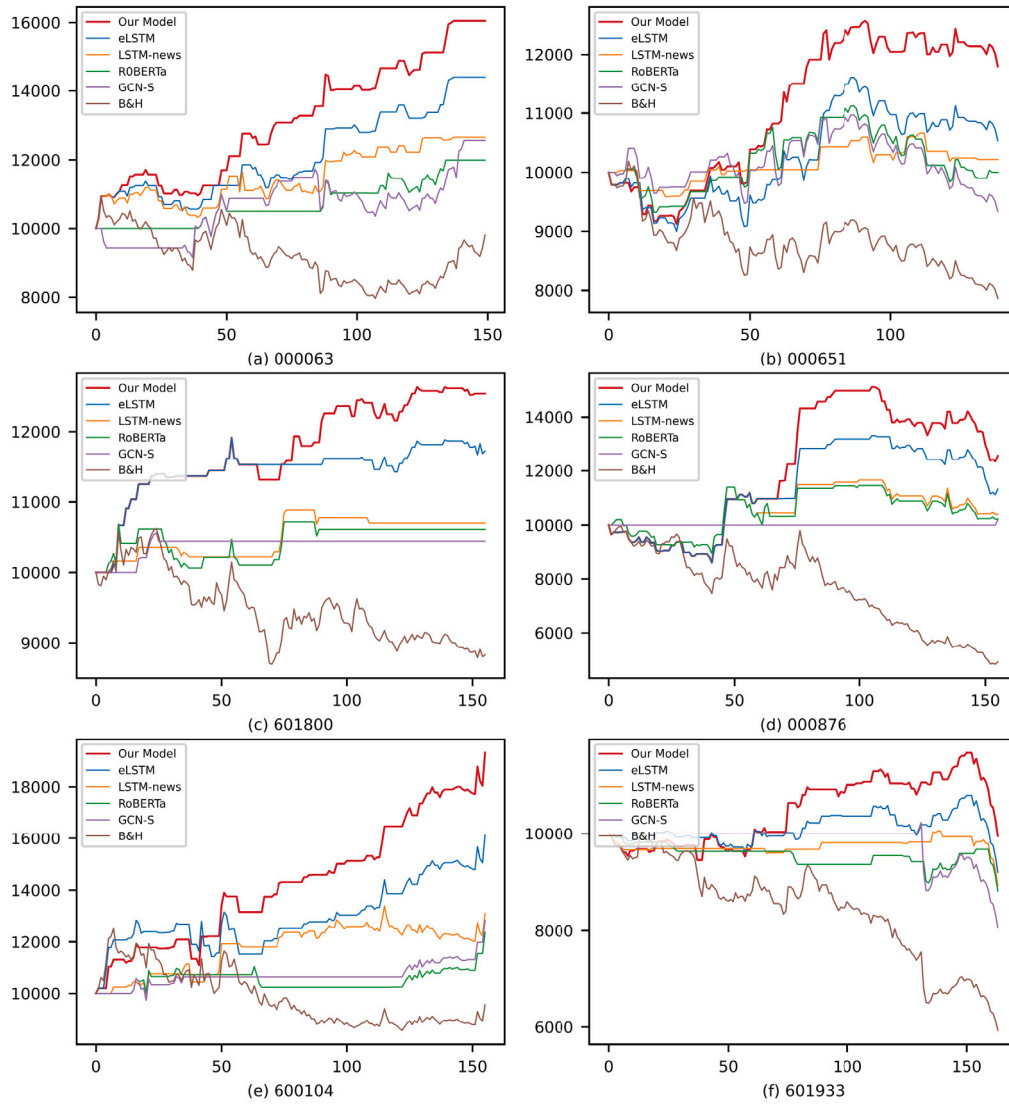 16000
14000
12000
10000
8000
Our Model
eLSTM
LSTM-news
R0BERTa
GCN-S
B&H
0
50
100
150
(a) 000063
12000
11000
10000
9000
8000
Our Model
eLSTM
LSTM-news
RoBERTa
GCN-S
B&H
0
50
100
(b) 000651
12000
11000
10000
9000
Our Model
eLSTM
LSTM-news
RoBERTa
GCN-S
B&H
0
50
100
150
(c) 601800
14000
12000
10000
8000
6000
Our Model
eLSTM
LSTM-news
RoBERTa
GCN-S
B&H
0
50
100
150
(d) 000876
18000
16000
14000
12000
10000
Our Model
eLSTM
LSTM-news
RoBERTa
GCN-S
B&H
0
50
100
150
(e) 600104
10000
8000
6000
Our Model
eLSTM
LSTM-news
RoBERTa
GCN-S
B&H
0
50
100
150
(f) 601933